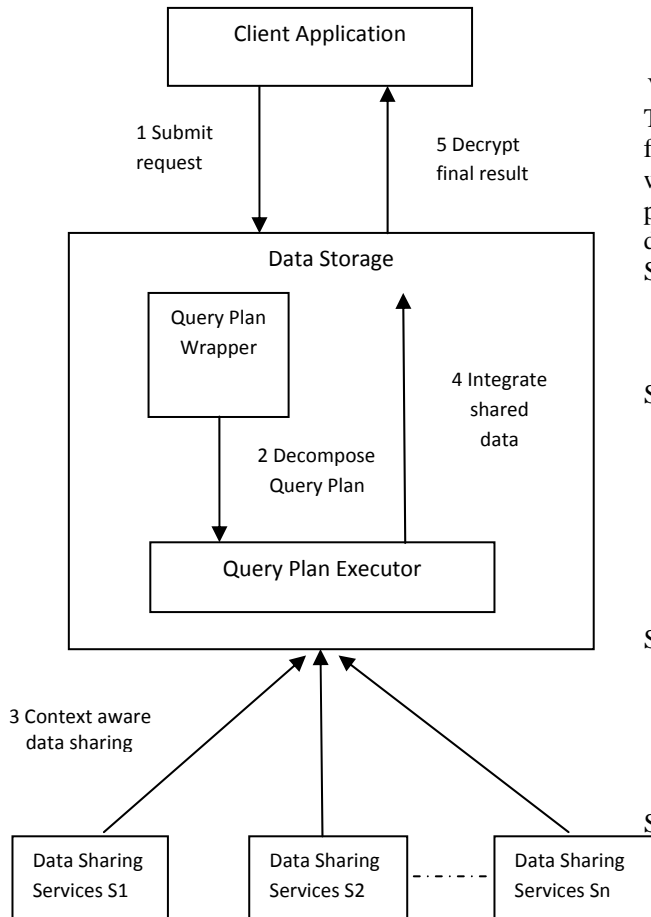 Client Application
1 Submit
request
5 Decrypt
final result
Data Storage
Query Plan
Wrapper
4 Integrate
shared
data
2 Decompose
Query Plan
Query Plan Executor
3 Context aware
data sharing
Data Sharing
Services S1
Data Sharing
Services S2
Data Sharing
Services Sn